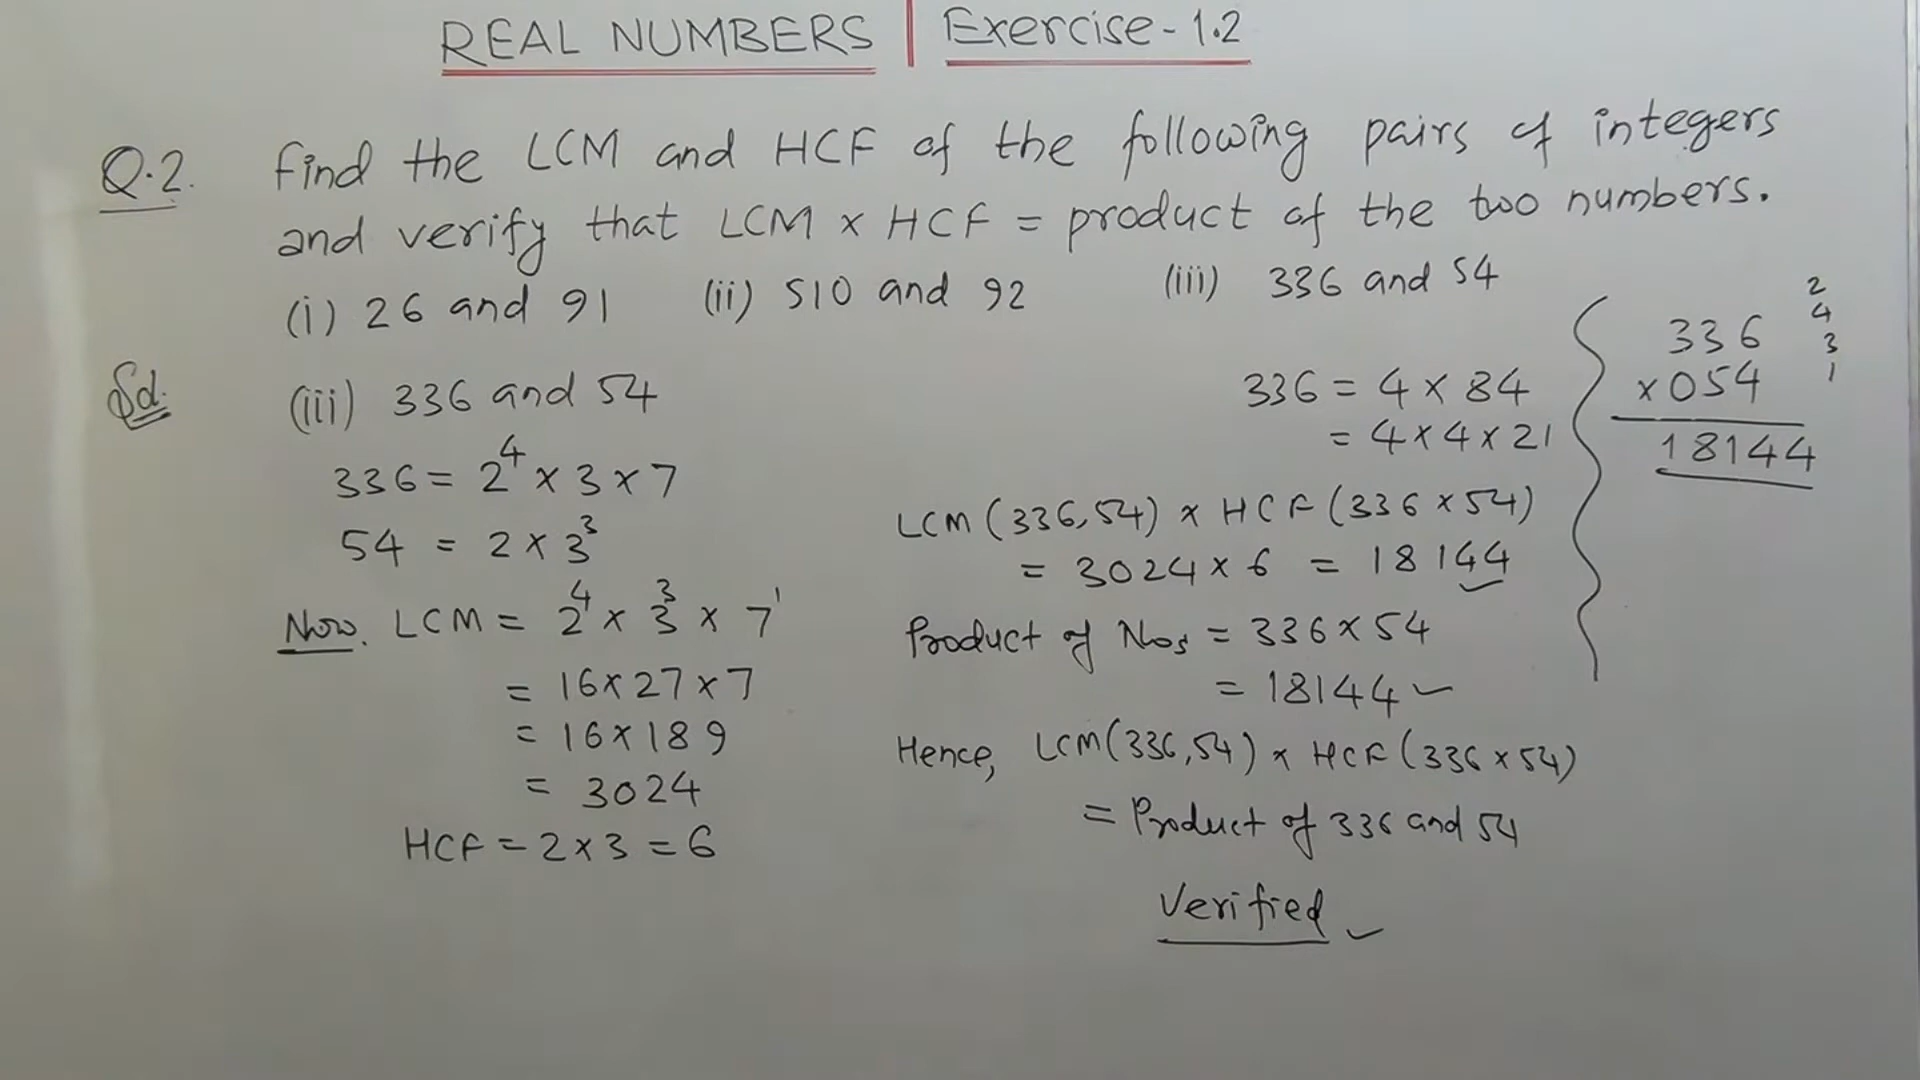 REAL NUMBERS | Exercise-1.2
Q.2. Find the LCM and HCF of the following pairs of integers
and verify that LCM × HCF = product of the two numbers.
(i) 26 and 91 (ii) 510 and 92 (iii) 336 and 54
Sol. (iii) 336 and 54
336 = 2⁴ × 3 × 7
54 = 2 × 3³
Now. LCM = 2⁴ × 3³ × 7¹
= 16×27×7
= 16×189
= 3024
HCF = 2×3 = 6
336 = 4 × 84
= 4×4×21
LCM (336,54) × HCF (336×54)
= 3024×6 = 18144
Product of Nos = 336×54
= 18144
Hence, LCM(336,54) × HCF (336×54)
= Product of 336 and 54
Verified
336
×054
18144
2
4
3
1